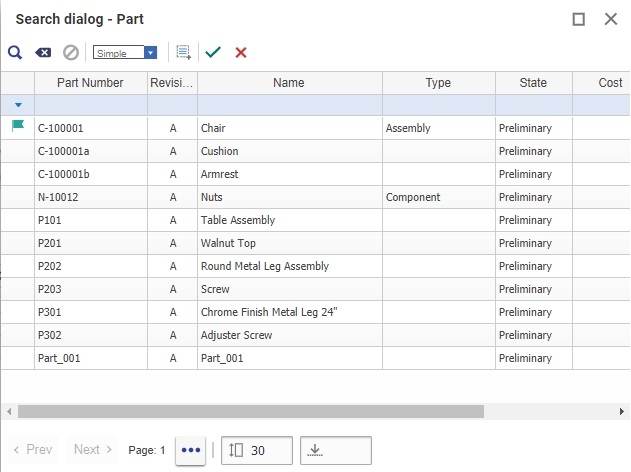 Search dialog - Part
Simple
Part Number Revisi... Name Type State Cost
C-100001 A Chair Assembly Preliminary
C-100001a A Cushion Preliminary
C-100001b A Armrest Preliminary
N-10012 A Nuts Component Preliminary
P101 A Table Assembly Preliminary
P201 A Walnut Top Preliminary
P202 A Round Metal Leg Assembly Preliminary
P203 A Screw Preliminary
P301 A Chrome Finish Metal Leg 24" Preliminary
P302 A Adjuster Screw Preliminary
Part_001 A Part_001 Preliminary
< Prev Next > Page: 1 ••• 30